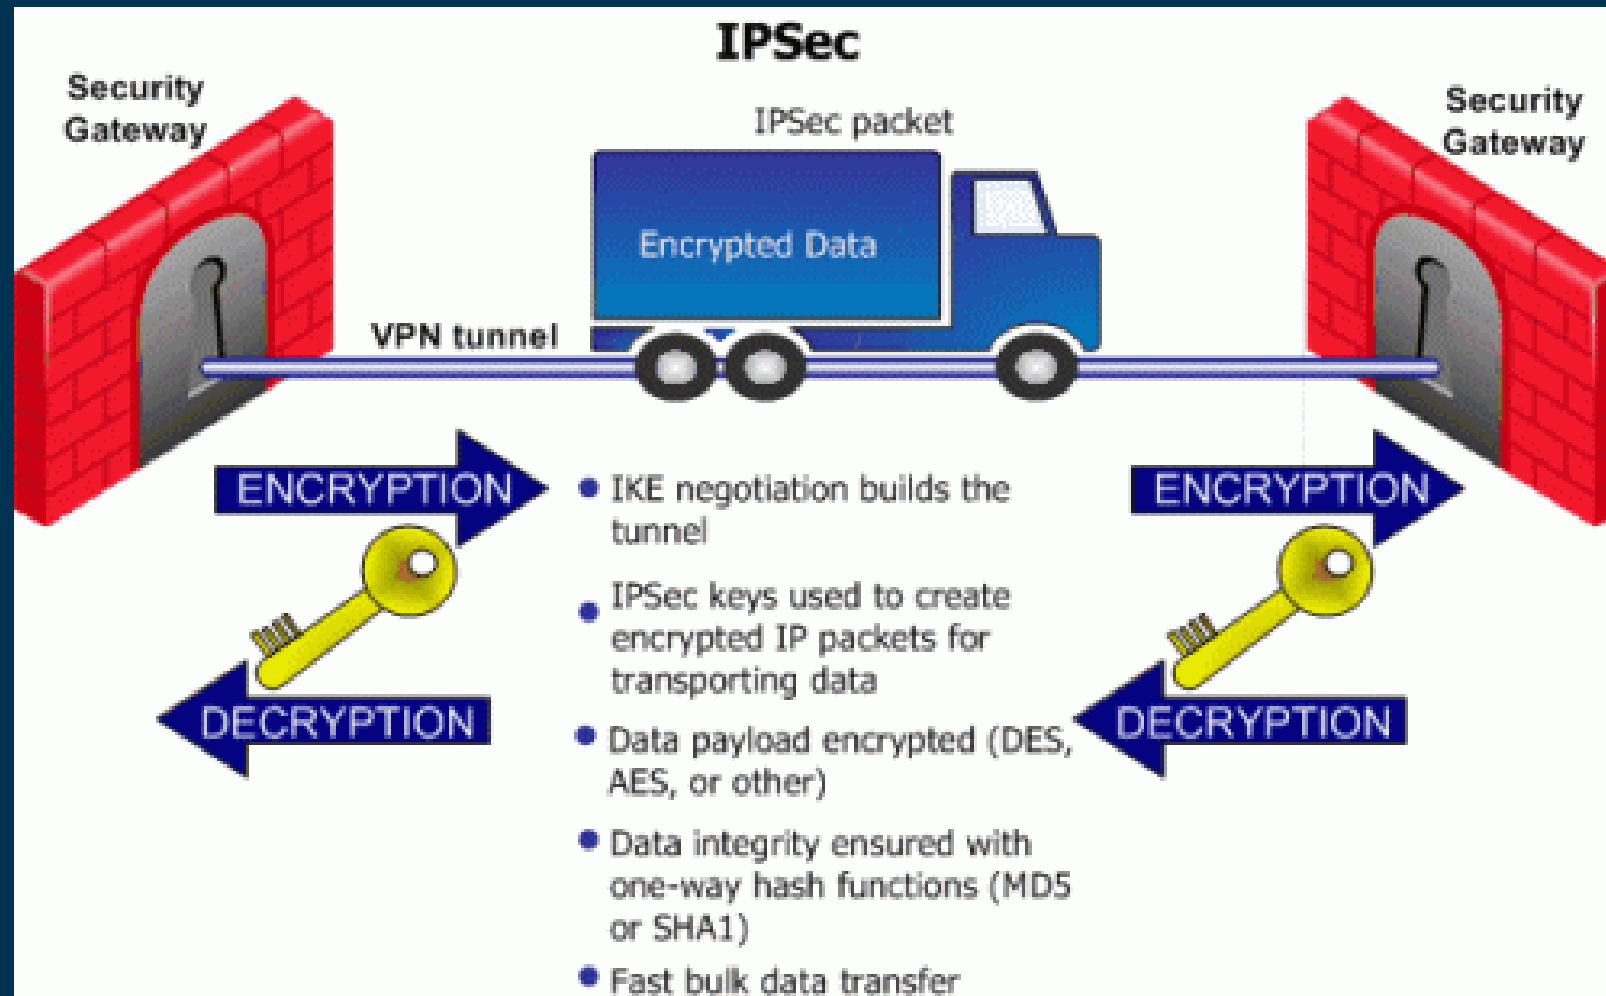 IPSec
Security
Gateway
IPSec packet
Security
Gateway
Encrypted Data
VPN tunnel
ENCRYPTION
DECRYPTION
• IKE negotiation builds the
tunnel
• IPSec keys used to create
encrypted IP packets for
transporting data
• Data payload encrypted (DES,
AES, or other)
• Data integrity ensured with
one-way hash functions (MD5
or SHA1)
• Fast bulk data transfer
ENCRYPTION
DECRYPTION